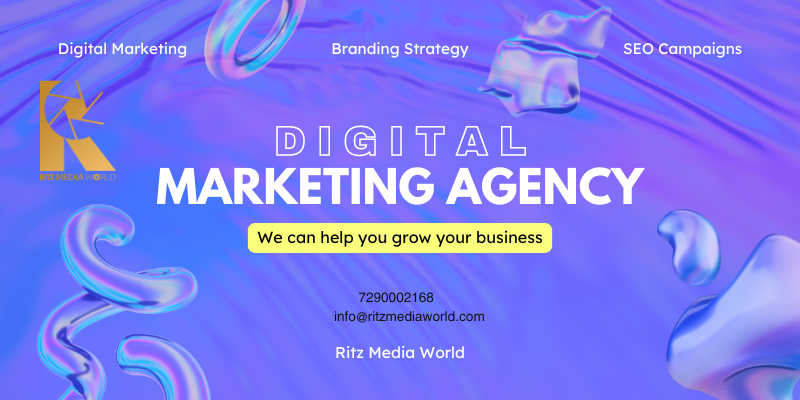 Digital Marketing
Branding Strategy
SEO Campaigns
RITZ MEDIA WORLD
DIGITAL
MARKETING AGENCY
We can help you grow your business
7290002168
info@ritzmediaworld.com
Ritz Media World